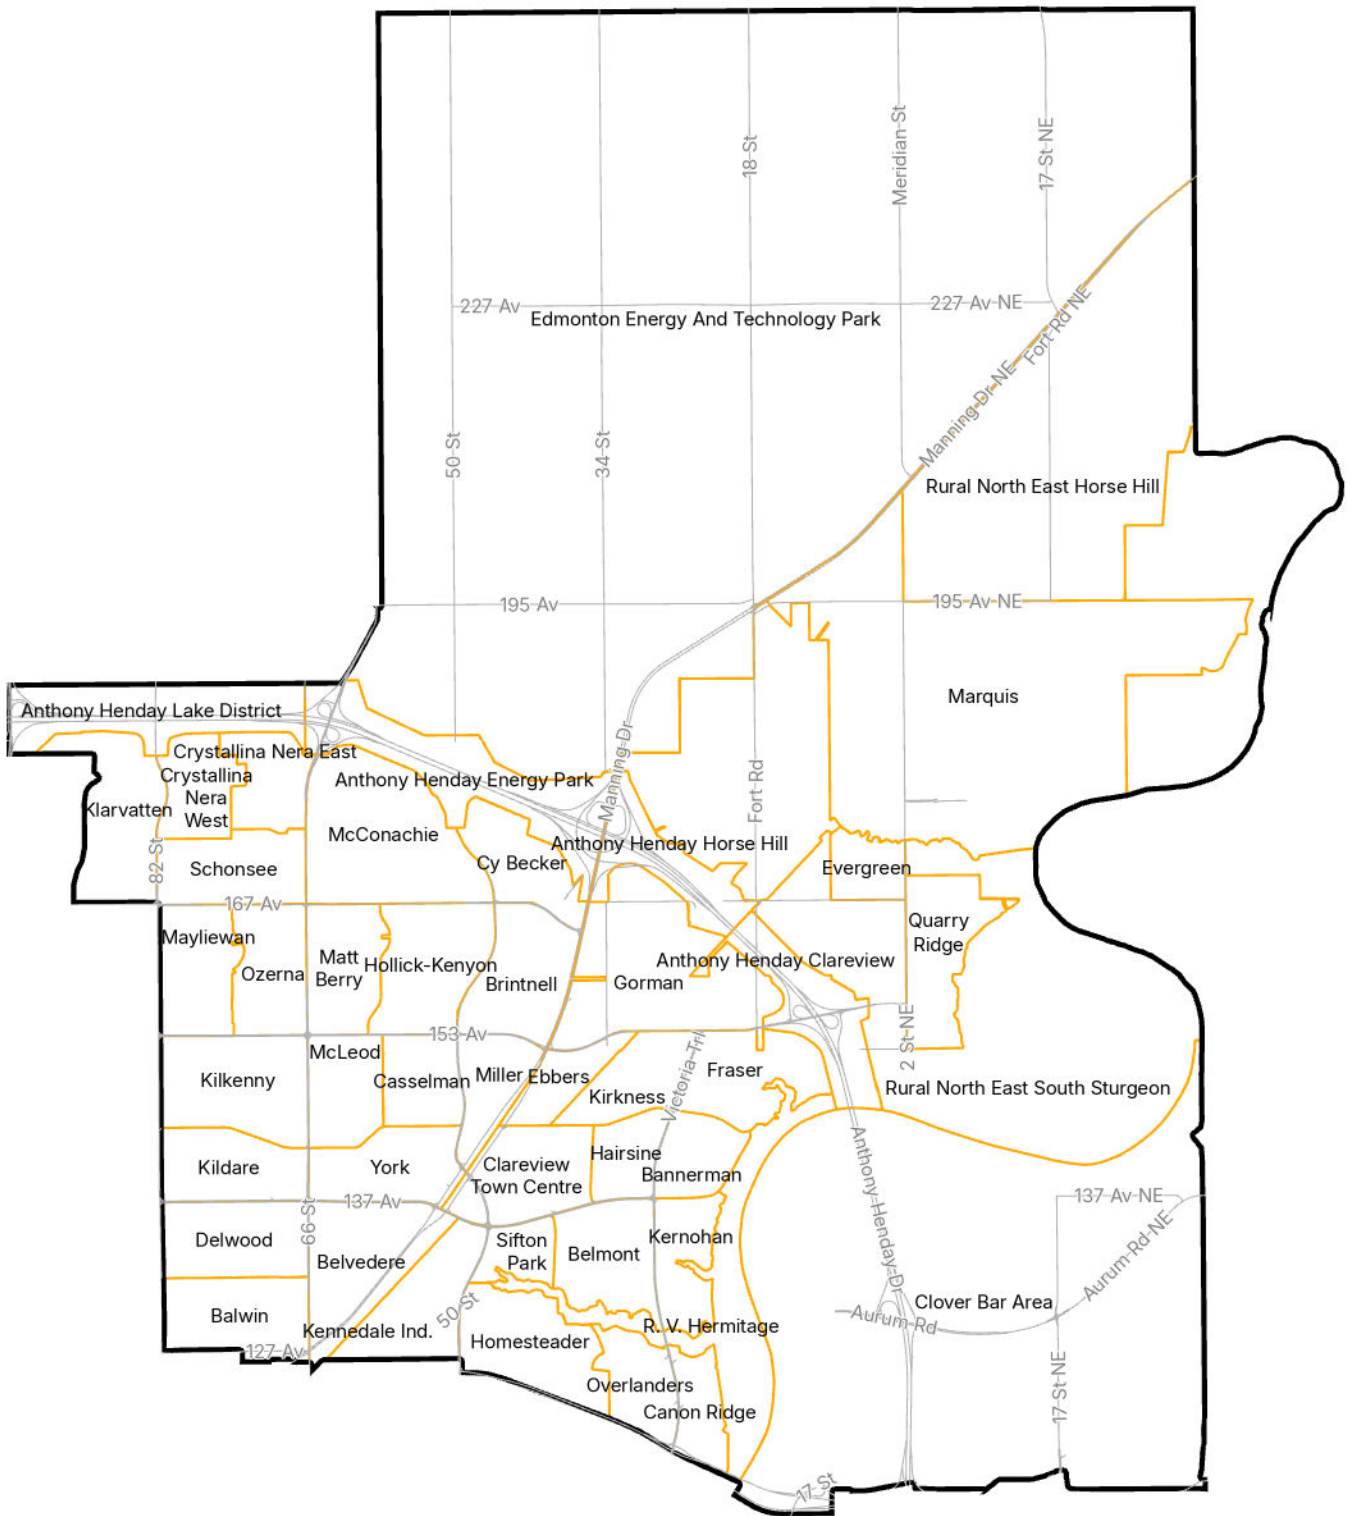 18 St
Meridian St
17 St NE
227 Av
227 Av NE
Edmonton Energy And Technology Park
Fort Rd NE
Manning Dr NE
50 St
34 St
Rural North East Horse Hill
195 Av
195 Av NE
Marquis
Anthony Henday Lake District
Manning Dr
Crystallina Nera East
Crystallina
Nera
West
Anthony Henday Energy Park
Fort Rd
Klarvatten
McConachie
Anthony Henday Horse Hill
Cy Becker
82 St
Schonsee
Evergreen
167 Av
Quarry
Ridge
Mayliewan
Ozerna
Matt
Berry
Hollick-Kenyon
Brintnell
Gorman
Anthony Henday Clareview
153 Av
2 St NE
McLeod
Victoria Trl
Kilkenny
Casselman
Miller
Ebbers
Fraser
Kirkness
Rural North East South Sturgeon
Kildare
York
Clareview
Town Centre
Hairsine
Bannerman
Anthony Henday Dr
137 Av
137 Av NE
66 St
Delwood
Belvedere
Sifton
Park
Belmont
Kernohan
Aurum Rd NE
Balwin
Kennedale Ind.
50 St
Clover Bar Area
Aurum Rd
127 Av
Homesteader
R. V. Hermitage
Overlanders
Canon Ridge
17 St NE
17 St